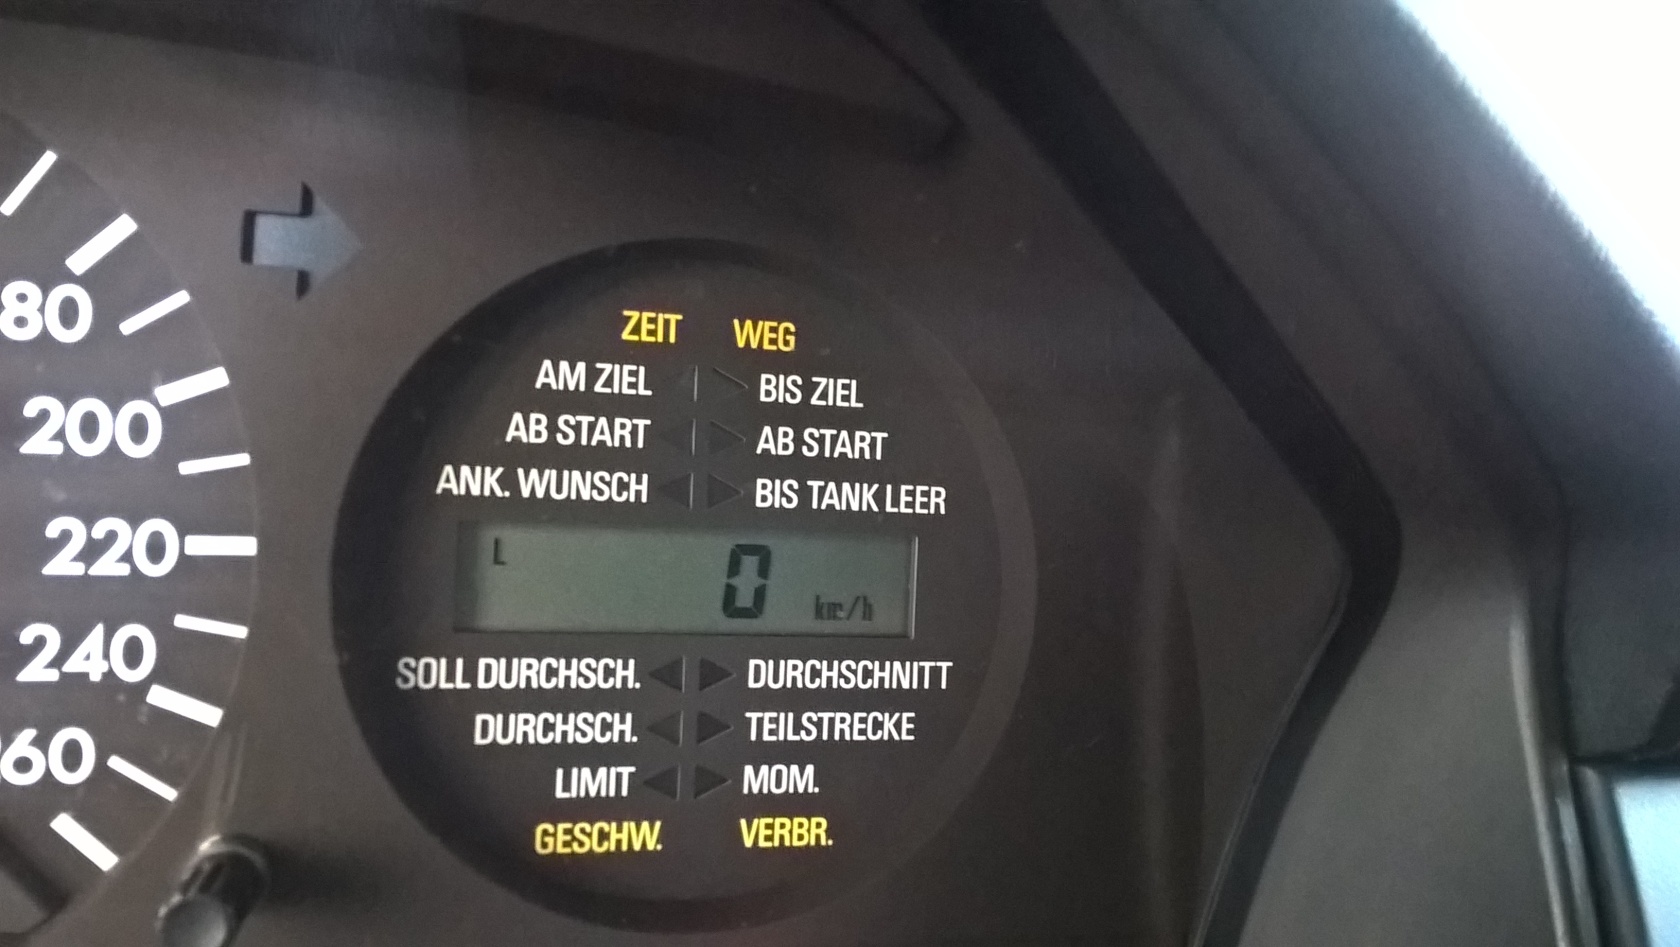 80
200
220
240
60
ZEIT WEG
AM ZIEL BIS ZIEL
AB START AB START
ANK. WUNSCH BIS TANK LEER
L 0 km/h
SOLL DURCHSCH. DURCHSCHNITT
DURCHSCH. TEILSTRECKE
LIMIT MOM.
GESCHW. VERBR.